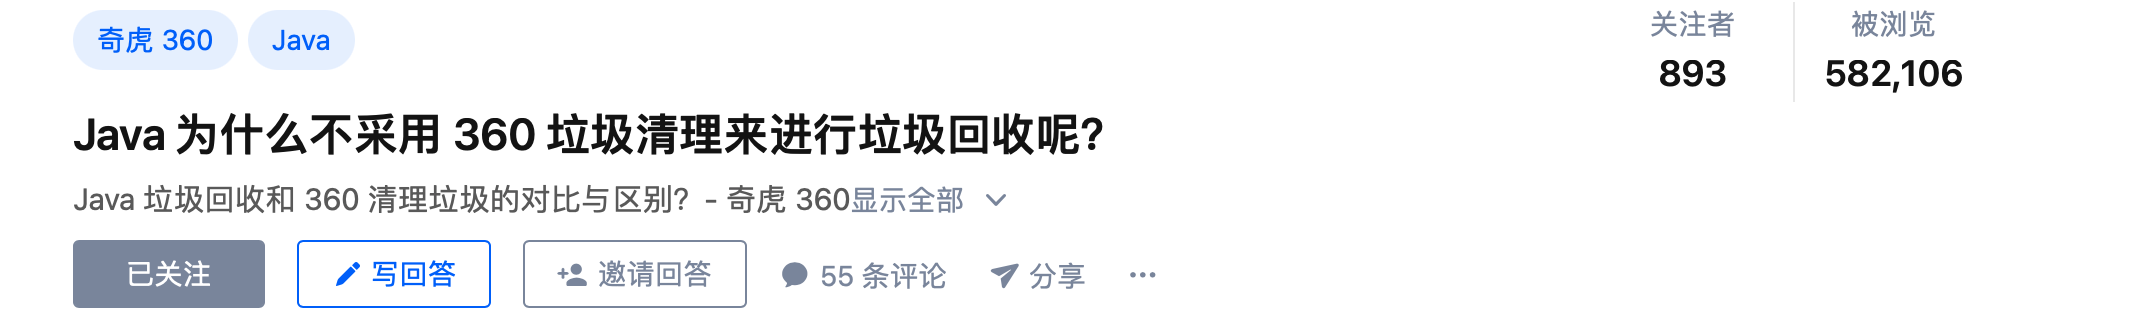 奇虎 360 Java
关注者 被浏览
893 582,106
Java 为什么不采用 360 垃圾清理来进行垃圾回收呢?
Java 垃圾回收和 360 清理垃圾的对比与区别? - 奇虎 360显示全部
已关注 写回答 邀请回答 55 条评论 分享 ···